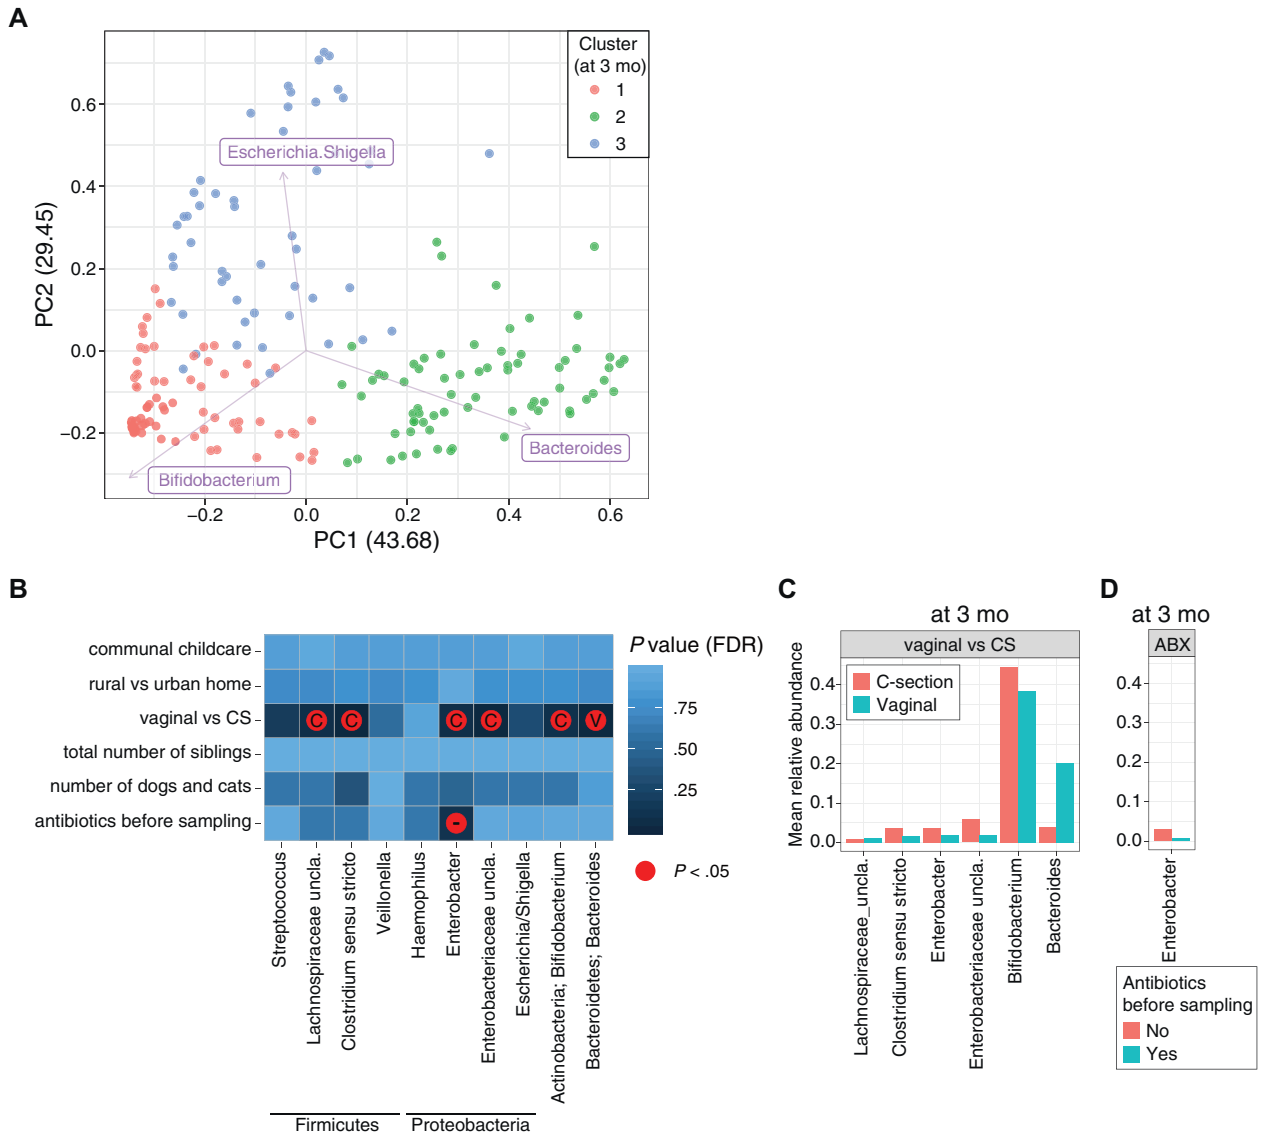 A
Cluster
(at 3 mo)
1
2
3
Escherichia.Shigella
Bacteroides
Bifidobacterium
0.6
0.4
0.2
0.0
−0.2
PC2 (29.45)
−0.2 0.0 0.2 0.4 0.6
PC1 (43.68)
B
communal childcare
rural vs urban home
vaginal vs CS
total number of siblings
number of dogs and cats
antibiotics before sampling
C C C C C V
-
P value (FDR)
.75
.50
.25
P < .05
Streptococcus
Lachnospiraceae uncla.
Clostridium sensu stricto
Veillonella
Haemophilus
Enterobacter
Enterobacteriaceae uncla.
Escherichia/Shigella
Actinobacteria; Bifidobacterium
Bacteroidetes; Bacteroides
Firmicutes
Proteobacteria
C
at 3 mo
vaginal vs CS
C-section
Vaginal
Mean relative abundance
0.4
0.3
0.2
0.1
0.0
Lachnospiraceae_uncla.
Clostridium sensu stricto
Enterobacter
Enterobacteriaceae uncla.
Bifidobacterium
Bacteroides
D
at 3 mo
ABX
0.4
0.3
0.2
0.1
0.0
Enterobacter
Antibiotics
before sampling
No
Yes